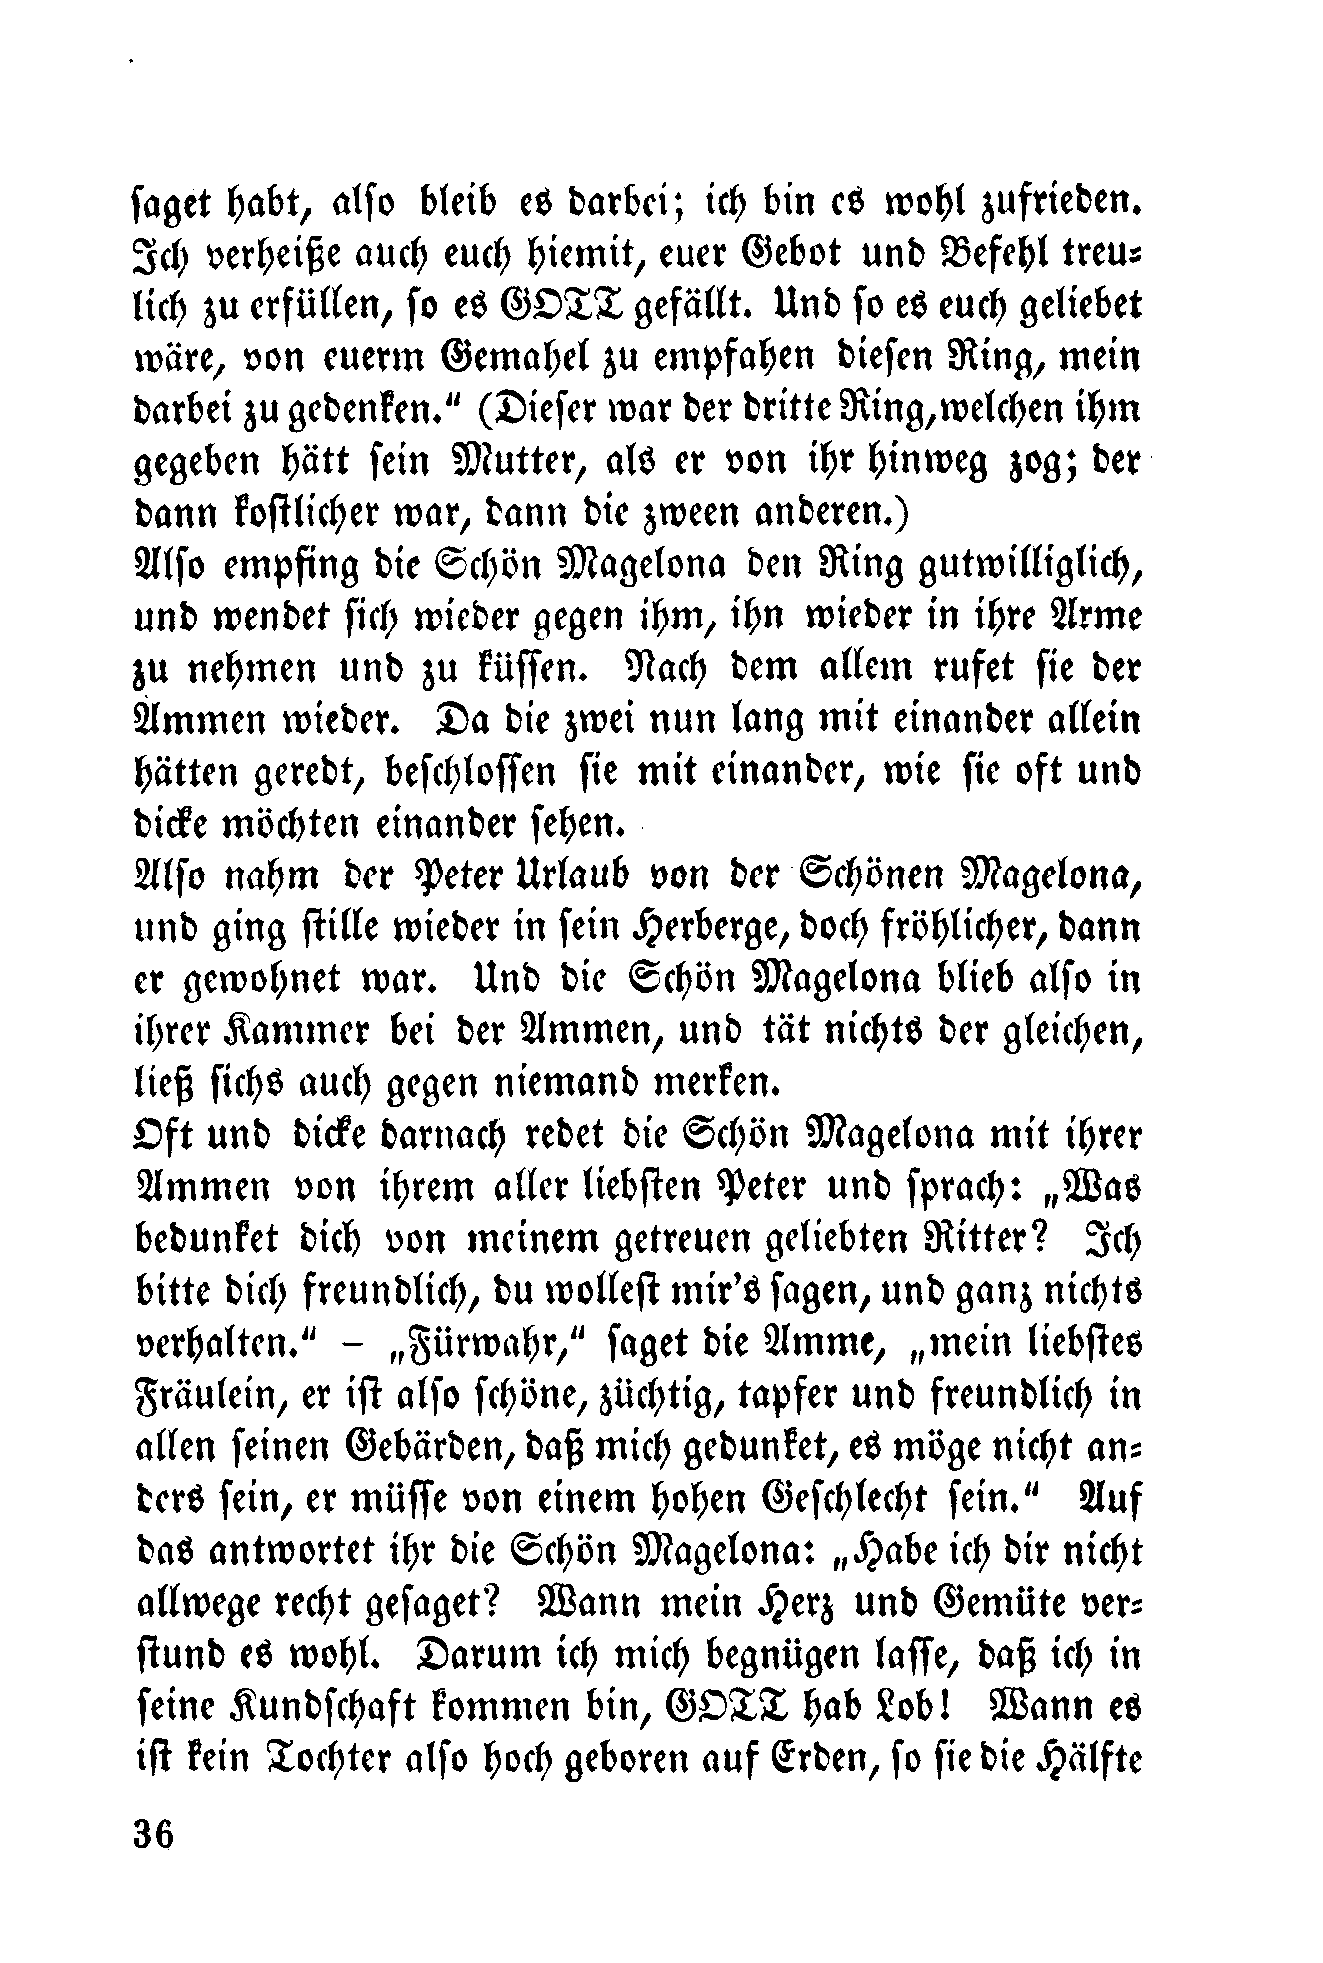 saget habt, also bleib es darbei; ich bin es wohl zufrieden.
Ich verheiße auch euch hiemit, euer Gebot und Befehl treu-
lich zu erfüllen, so es GOTT gefällt. Und so es euch geliebet
wäre, von euerm Gemahel zu empfahen diesen Ring, mein
darbei zu gedenken.“ (Dieser war der dritte Ring, welchen ihm
gegeben hätt sein Mutter, als er von ihr hinweg zog; der
dann kostlicher war, dann die zween anderen.)
Also empfing die Schön Magelona den Ring gutwilliglich,
und wendet sich wieder gegen ihm, ihn wieder in ihre Arme
zu nehmen und zu küssen. Nach dem allem rufet sie der
Ammen wieder. Da die zwei nun lang mit einander allein
hätten geredt, beschlossen sie mit einander, wie sie oft und
dicke möchten einander sehen.
Also nahm der Peter Urlaub von der Schönen Magelona,
und ging stille wieder in sein Herberge, doch fröhlicher, dann
er gewohnet war. Und die Schön Magelona blieb also in
ihrer Kammer bei der Ammen, und tät nichts der gleichen,
ließ sichs auch gegen niemand merken.
Oft und dicke darnach redet die Schön Magelona mit ihrer
Ammen von ihrem aller liebsten Peter und sprach: „Was
bedunket dich von meinem getreuen geliebten Ritter? Ich
bitte dich freundlich, du wollest mir’s sagen, und ganz nichts
verhalten.“ – „Fürwahr,“ saget die Amme, „mein liebstes
Fräulein, er ist also schöne, züchtig, tapfer und freundlich in
allen seinen Gebärden, daß mich gedunket, es möge nicht an-
ders sein, er müsse von einem hohen Geschlecht sein.“ Auf
das antwortet ihr die Schön Magelona: „Habe ich dir nicht
allwege recht gesaget? Wann mein Herz und Gemüte ver-
stund es wohl. Darum ich mich begnügen lasse, daß ich in
seine Kundschaft kommen bin, GOTT hab Lob! Wann es
ist kein Tochter also hoch geboren auf Erden, so sie die Hälfte
36